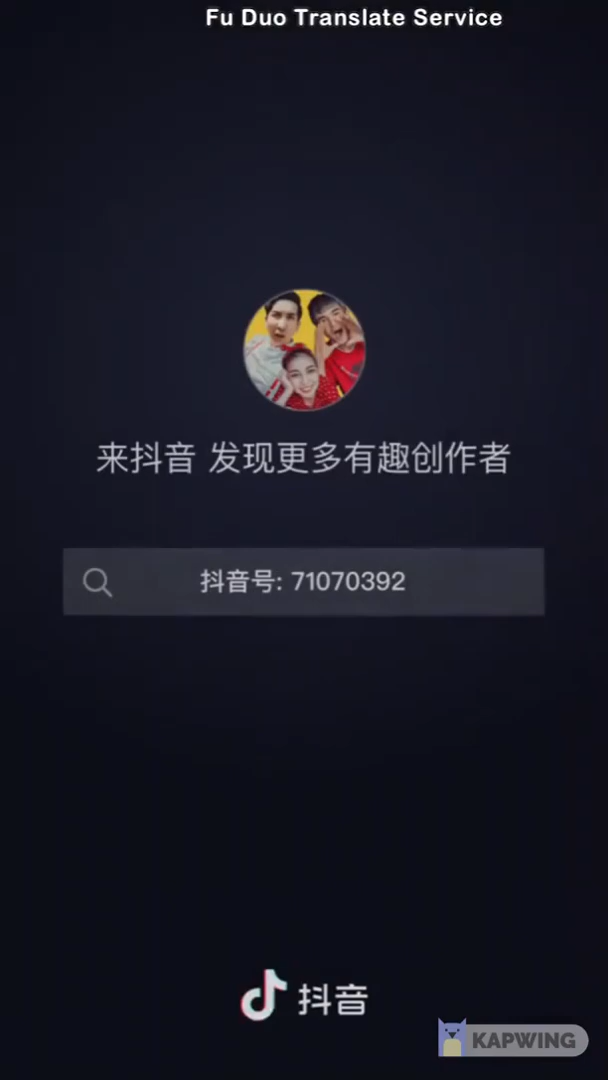 Fu Duo Translate Service
来抖音 发现更多有趣创作者
抖音号: 71070392
抖音
KAPWING